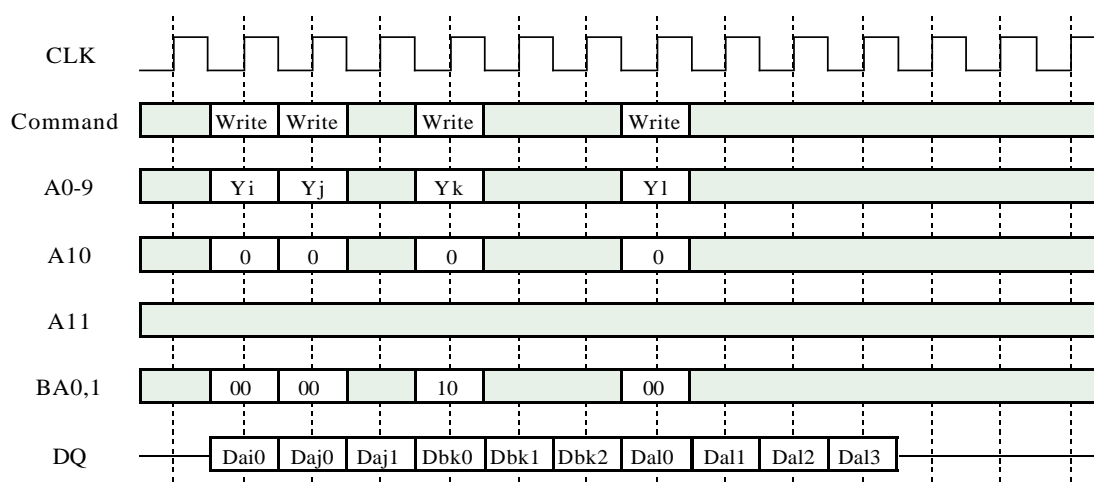 CLK
Command Write Write Write Write
A0-9 Yi Yj Yk Yl
A10 0 0 0 0
A11
BA0,1 00 00 10 00
DQ Dai0 Daj0 Daj1 Dbk0 Dbk1 Dbk2 Dal0 Dal1 Dal2 Dal3